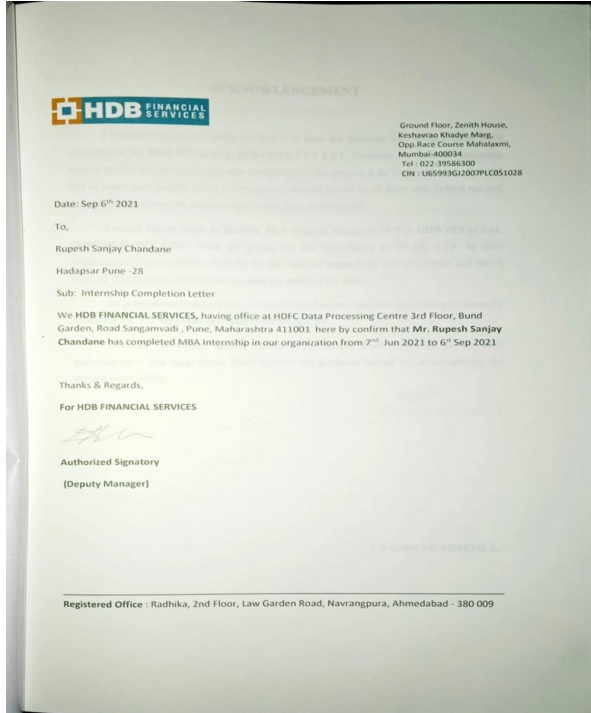 HDB FINANCIAL
SERVICES
Ground Floor, Zenith House,
Keshavrao Khadye Marg,
Opp.Race Course Mahalaxmi,
Mumbai-400034
Tel : 022-39586300
CIN : U65993GJ2007PLC051028
Date: Sep 6th 2021
To,
Rupesh Sanjay Chandane
Hadapsar Pune -28
Sub: Internship Completion Letter
We HDB FINANCIAL SERVICES, having office at HDFC Data Processing Centre 3rd Floor, Bund
Garden, Road Sangamvadi , Pune, Maharashtra 411001 here by confirm that Mr. Rupesh Sanjay
Chandane has completed MBA Internship in our organization from 7nd Jun 2021 to 6st Sep 2021
Thanks & Regards,
For HDB FINANCIAL SERVICES
Authorized Signatory
(Deputy Manager)
Registered Office : Radhika, 2nd Floor, Law Garden Road, Navrangpura, Ahmedabad - 380 009